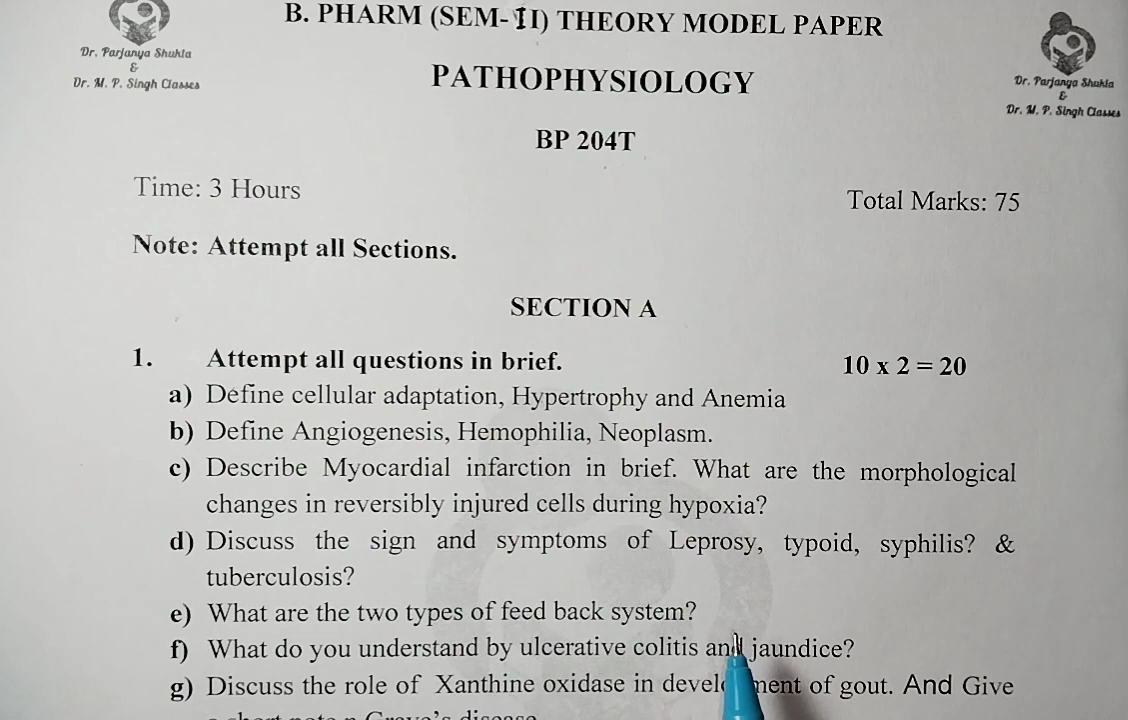 B. PHARM (SEM-II) THEORY MODEL PAPER
Dr. Parjanya Shukla
&
Dr. M. P. Singh Classes
PATHOPHYSIOLOGY
Dr. Parjanya Shukla
&
Dr. M. P. Singh Classes
BP 204T
Time: 3 Hours
Total Marks: 75
Note: Attempt all Sections.
SECTION A
1. Attempt all questions in brief. 10 x 2 = 20
a) Define cellular adaptation, Hypertrophy and Anemia
b) Define Angiogenesis, Hemophilia, Neoplasm.
c) Describe Myocardial infarction in brief. What are the morphological
changes in reversibly injured cells during hypoxia?
d) Discuss the sign and symptoms of Leprosy, typoid, syphilis? &
tuberculosis?
e) What are the two types of feed back system?
f) What do you understand by ulcerative colitis and jaundice?
g) Discuss the role of Xanthine oxidase in development of gout. And Give